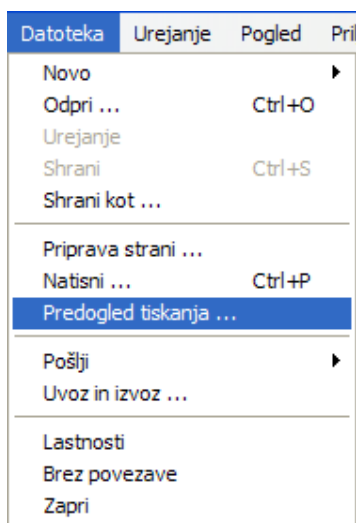 Datoteka Urejanje Pogled Pril
Novo
Odpri ... Ctrl+O
Urejanje
Shrani Ctrl+S
Shrani kot ...
Priprava strani ...
Natisni ... Ctrl+P
Predogled tiskanja ...
Pošlji
Uvoz in izvoz ...
Lastnosti
Brez povezave
Zapri